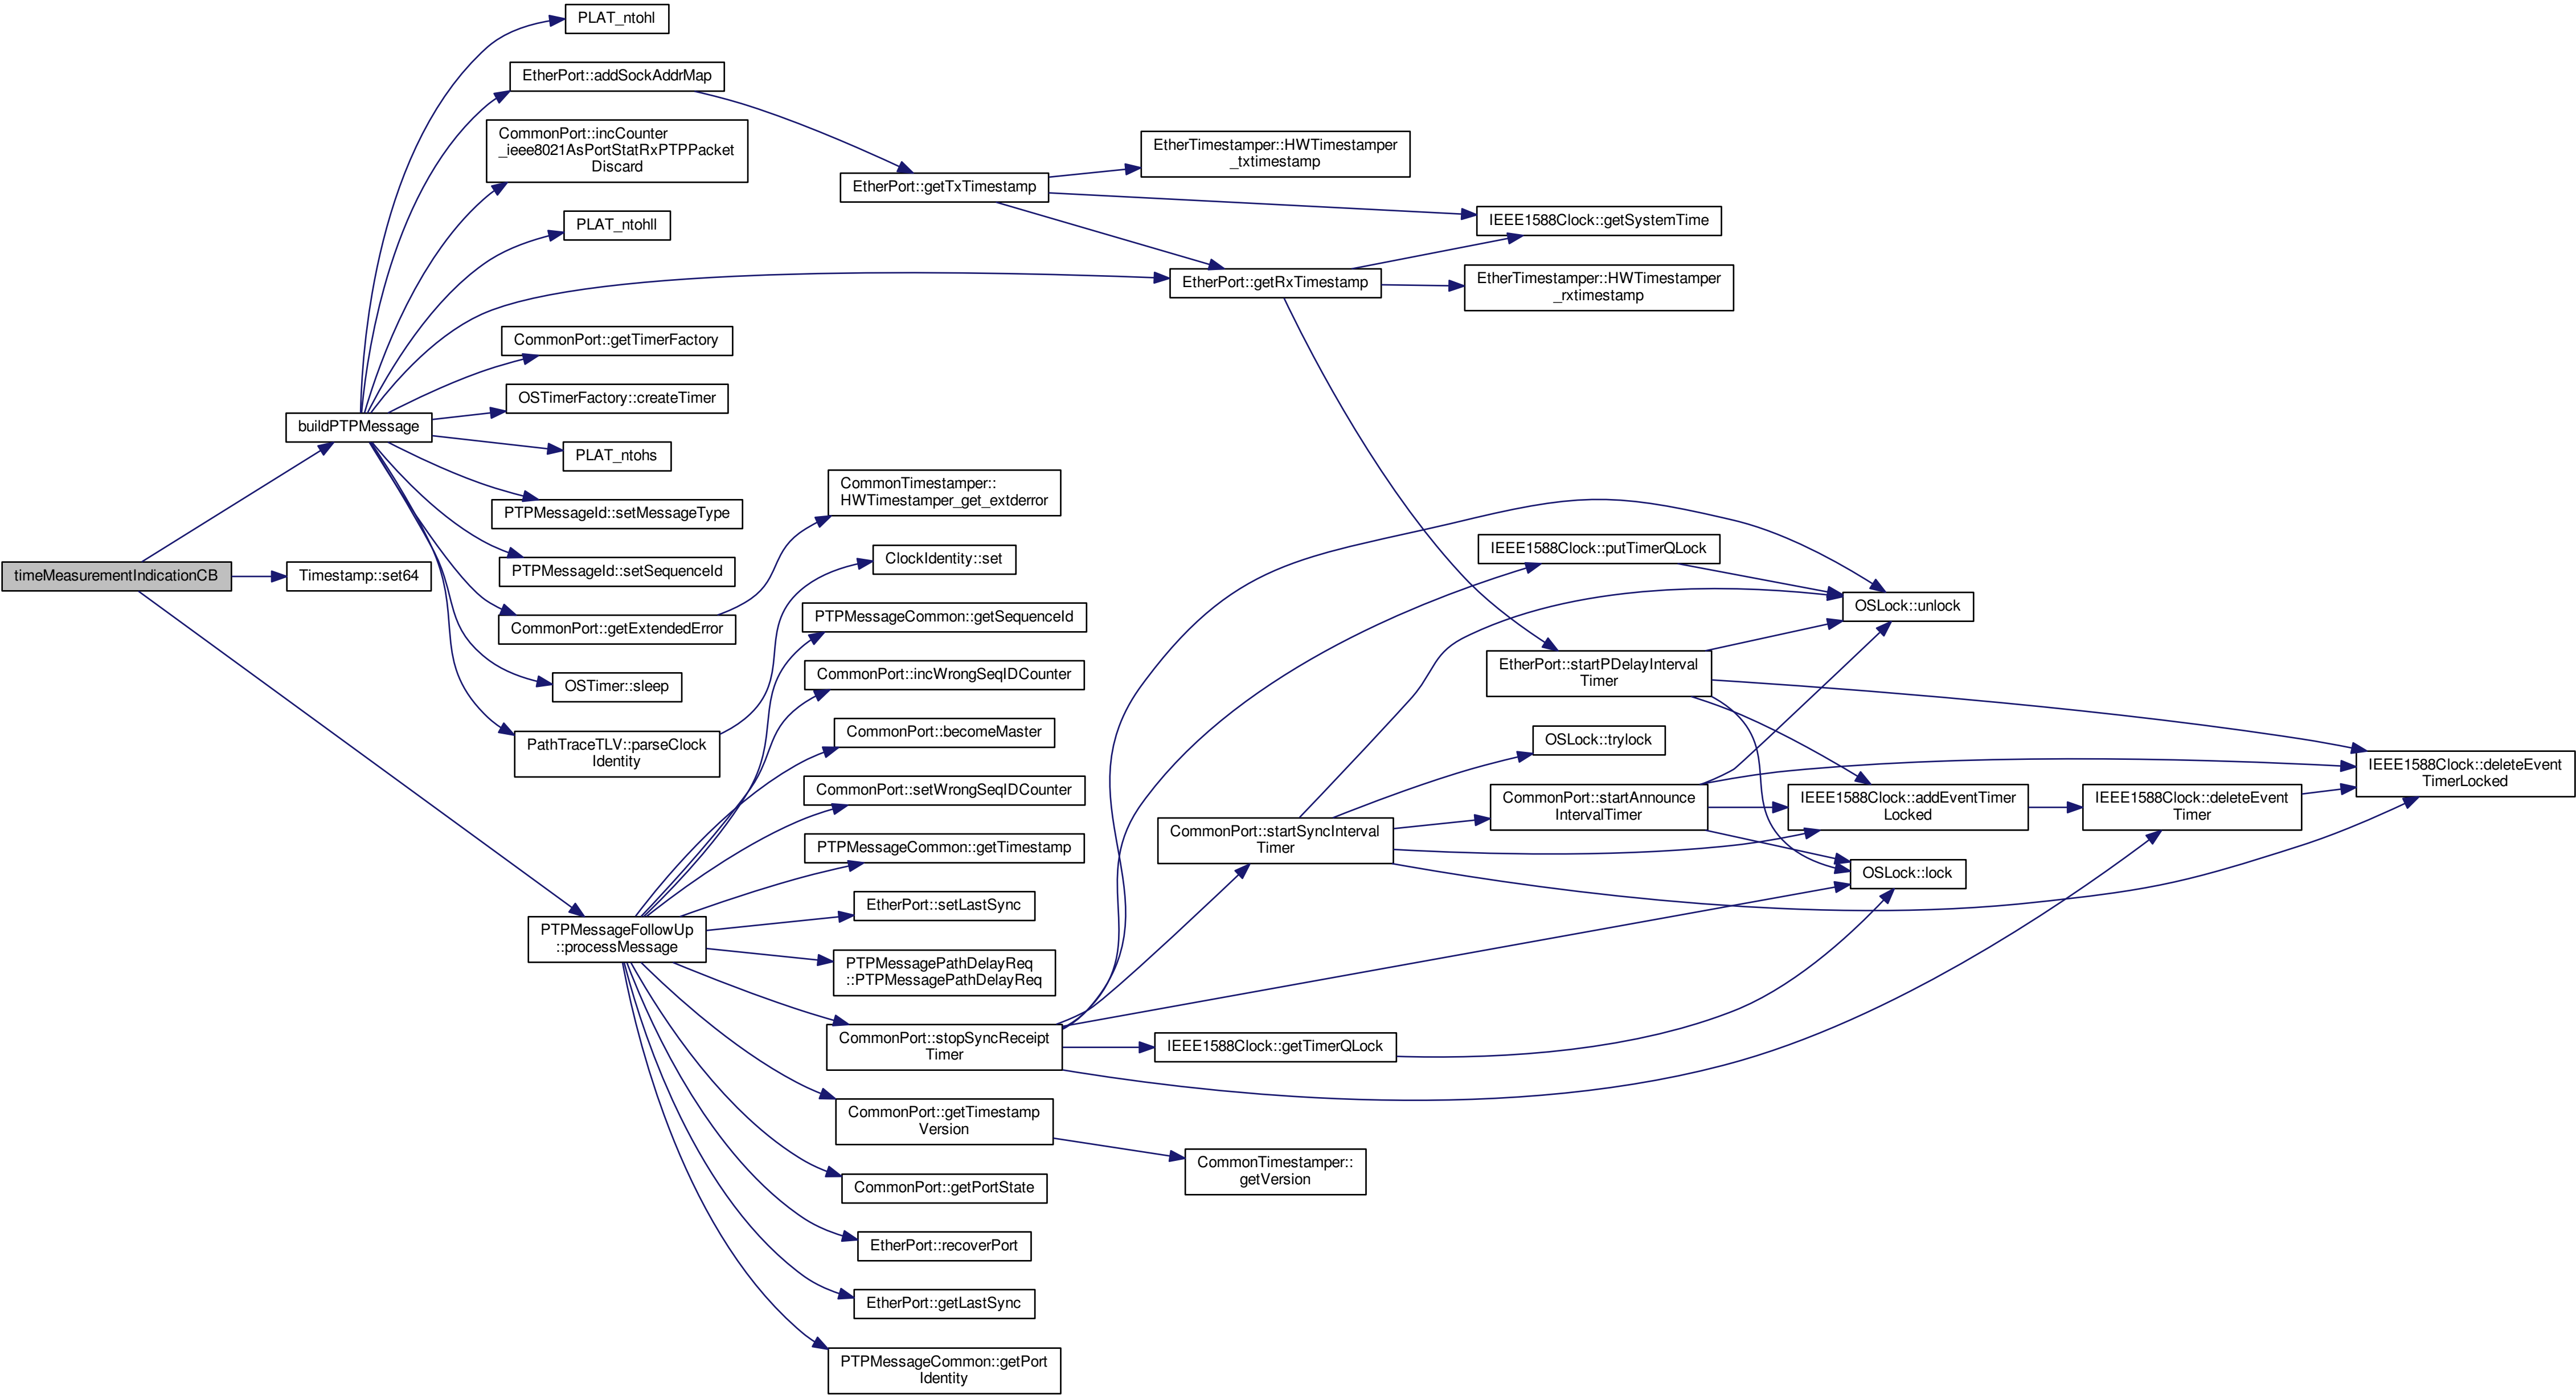 timeMeasurementIndicationCB
buildPTPMessage
Timestamp::set64
PTPMessageFollowUp
::processMessage
PLAT_ntohl
EtherPort::addSockAddrMap
CommonPort::incCounter
_ieee8021AsPortStatRxPTPPacket
Discard
PLAT_ntohll
CommonPort::getTimerFactory
OSTimerFactory::createTimer
PLAT_ntohs
PTPMessageId::setMessageType
PTPMessageId::setSequenceId
CommonPort::getExtendedError
OSTimer::sleep
PathTraceTLV::parseClock
Identity
EtherPort::getTxTimestamp
CommonTimestamper::
HWTimestamper_get_extderror
ClockIdentity::set
PTPMessageCommon::getSequenceId
CommonPort::incWrongSeqIDCounter
CommonPort::becomeMaster
CommonPort::setWrongSeqIDCounter
PTPMessageCommon::getTimestamp
EtherPort::setLastSync
PTPMessagePathDelayReq
::PTPMessagePathDelayReq
CommonPort::stopSyncReceipt
Timer
CommonPort::getTimestamp
Version
CommonPort::getPortState
EtherPort::recoverPort
EtherPort::getLastSync
PTPMessageCommon::getPort
Identity
EtherTimestamper::HWTimestamper
_txtimestamp
EtherPort::getRxTimestamp
CommonPort::startSyncInterval
Timer
IEEE1588Clock::getTimerQLock
CommonTimestamper::
getVersion
IEEE1588Clock::getSystemTime
EtherTimestamper::HWTimestamper
_rxtimestamp
IEEE1588Clock::putTimerQLock
EtherPort::startPDelayInterval
Timer
OSLock::trylock
CommonPort::startAnnounce
IntervalTimer
OSLock::unlock
IEEE1588Clock::addEventTimer
Locked
OSLock::lock
IEEE1588Clock::deleteEvent
Timer
IEEE1588Clock::deleteEvent
TimerLocked